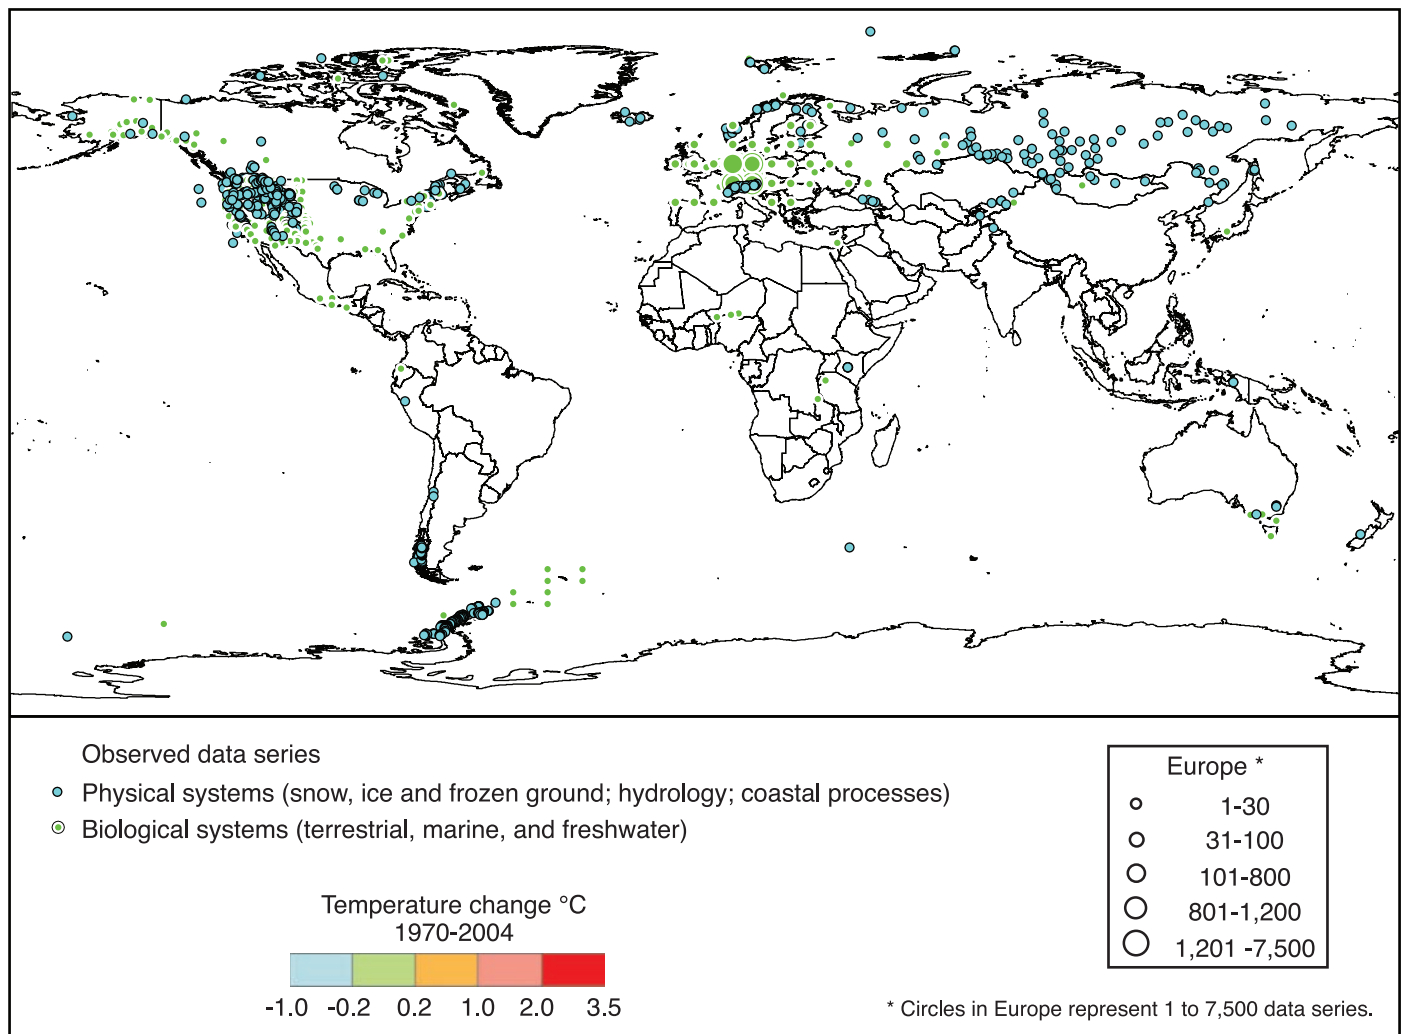 Observed data series
Physical systems (snow, ice and frozen ground; hydrology; coastal processes)
Biological systems (terrestrial, marine, and freshwater)
Temperature change °C
1970-2004
-1.0 -0.2 0.2 1.0 2.0 3.5
Europe *
1-30
31-100
101-800
801-1,200
1,201 -7,500
* Circles in Europe represent 1 to 7,500 data series.